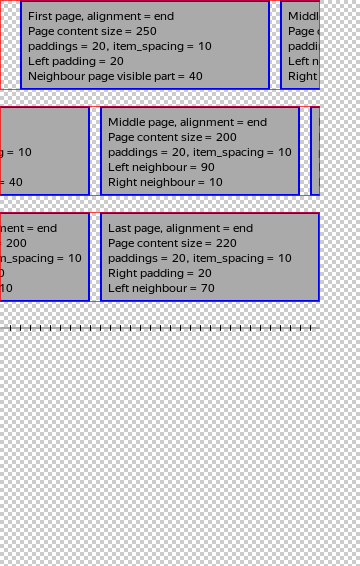 First page, alignment = end
Page content size = 250
paddings = 20, item_spacing = 10
Left padding = 20
Neighbour page visible part = 40
Middl
Page c
paddi
Left n
Right
g = 10
= 40
Middle page, alignment = end
Page content size = 200
paddings = 20, item_spacing = 10
Left neighbour = 90
Right neighbour = 10
ment = end
= 200
m_spacing = 10
0
10
Last page, alignment = end
Page content size = 220
paddings = 20, item_spacing = 10
Right padding = 20
Left neighbour = 70